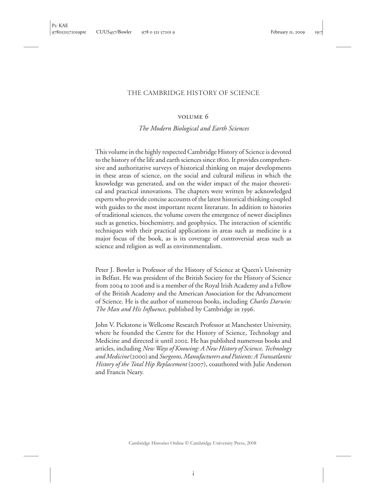 P1: KAE
9780521572019pre CUUS457/Bowler 978 0 521 57201 9 February 11, 2009 19:7
THE CAMBRIDGE HISTORY OF SCIENCE
VOLUME 6
The Modern Biological and Earth Sciences
This volume in the highly respected Cambridge History of Science is devoted
to the history of the life and earth sciences since 1800. It provides comprehen-
sive and authoritative surveys of historical thinking on major developments
in these areas of science, on the social and cultural milieus in which the
knowledge was generated, and on the wider impact of the major theoreti-
cal and practical innovations. The chapters were written by acknowledged
experts who provide concise accounts of the latest historical thinking coupled
with guides to the most important recent literature. In addition to histories
of traditional sciences, the volume covers the emergence of newer disciplines
such as genetics, biochemistry, and geophysics. The interaction of scientific
techniques with their practical applications in areas such as medicine is a
major focus of the book, as is its coverage of controversial areas such as
science and religion as well as environmentalism.
Peter J. Bowler is Professor of the History of Science at Queen's University
in Belfast. He was president of the British Society for the History of Science
from 2004 to 2006 and is a member of the Royal Irish Academy and a Fellow
of the British Academy and the American Association for the Advancement
of Science. He is the author of numerous books, including Charles Darwin:
The Man and His Influence, published by Cambridge in 1996.
John V. Pickstone is Wellcome Research Professor at Manchester University,
where he founded the Centre for the History of Science, Technology and
Medicine and directed it until 2002. He has published numerous books and
articles, including New Ways of Knowing: A New History of Science, Technology
and Medicine (2000) and Surgeons, Manufacturers and Patients: A Transatlantic
History of the Total Hip Replacement (2007), coauthored with Julie Anderson
and Francis Neary.
Cambridge Histories Online © Cambridge University Press, 2008
i